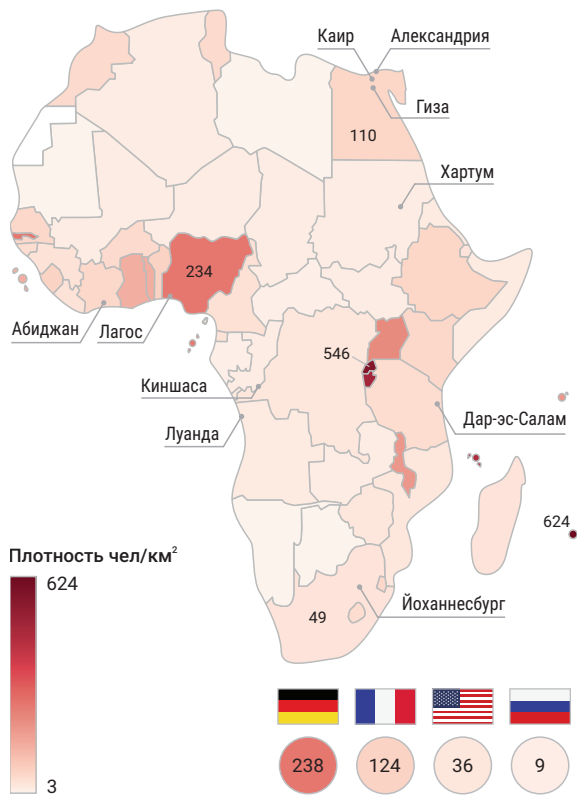 Каир
Александрия
Гиза
110
Хартум
234
Абиджан
Лагос
546
Киншаса
Дар-эс-Салам
Луанда
624
Плотность чел/км²
624
Йоханнесбург
49
3
238
124
36
9